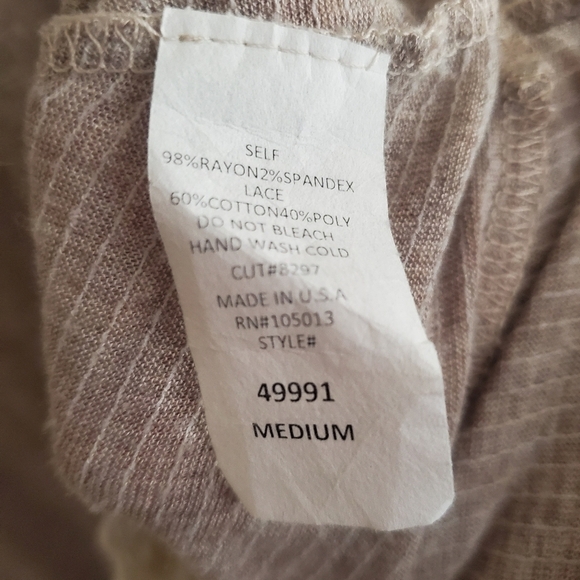 SELF
98%RAYON2%SPANDEX
LACE
60%COTTON40%POLY
DO NOT BLEACH
HAND WASH COLD
CUT#8297
MADE IN U.S.A
RN#105013
STYLE#
49991
MEDIUM